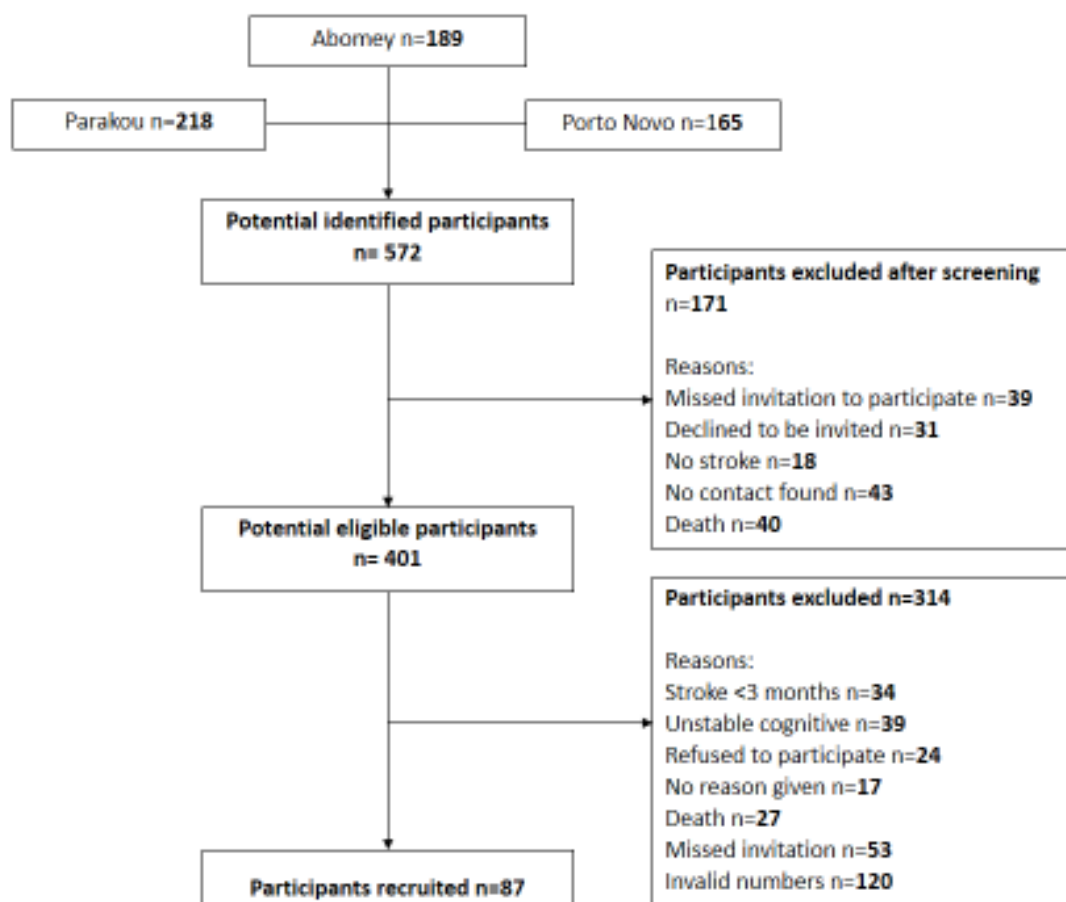 Abomey n=189
Parakou n=218
Porto Novo n=165
Potential identified participants
n= 572
Participants excluded after screening
n=171
Reasons:
Missed invitation to participate n=39
Declined to be invited n=31
No stroke n=18
No contact found n=43
Death n=40
Potential eligible participants
n= 401
Participants excluded n=314
Reasons:
Stroke <3 months n=34
Unstable cognitive n=39
Refused to participate n=24
No reason given n=17
Death n=27
Missed invitation n=53
Invalid numbers n=120
Participants recruited n=87